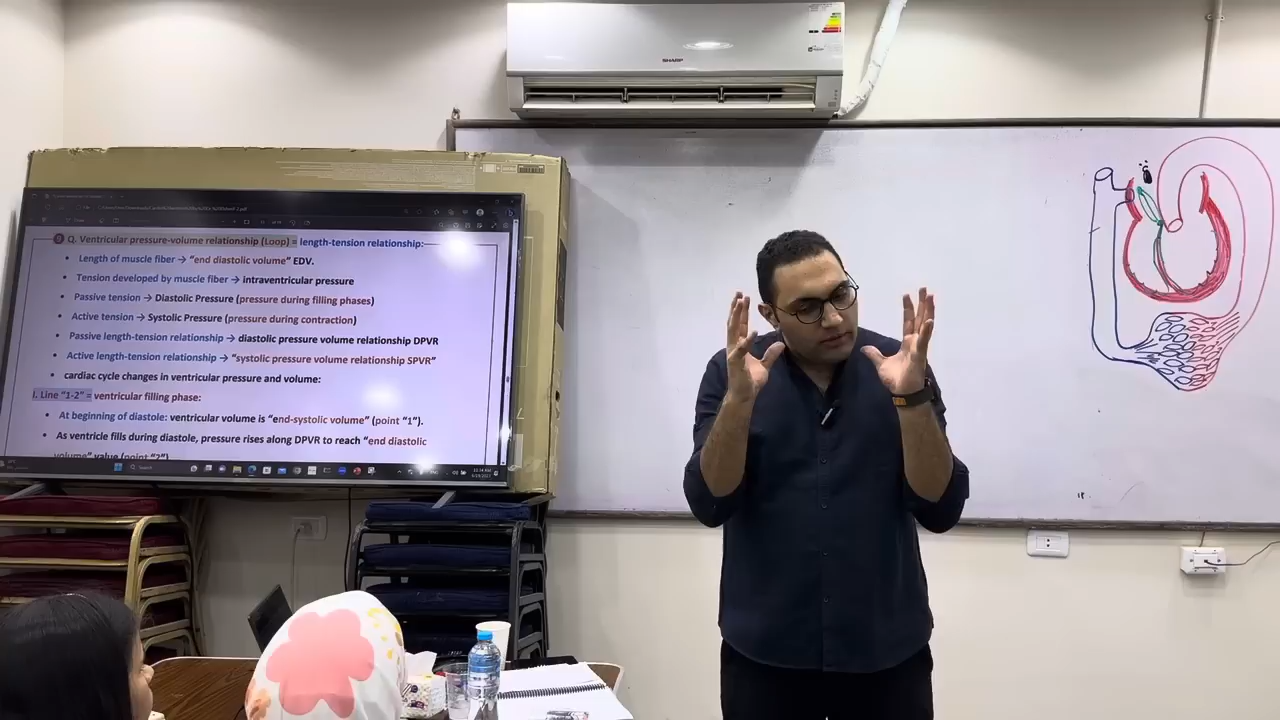 SHARP
Q. Ventricular pressure-volume relationship (Loop) = length-tension relationship:
• Length of muscle fiber → “end diastolic volume” EDV.
• Tension developed by muscle fiber → intraventricular pressure
• Passive tension → Diastolic Pressure (pressure during filling phases)
• Active tension → Systolic Pressure (pressure during contraction)
• Passive length-tension relationship → diastolic pressure volume relationship DPVR
• Active length-tension relationship → “systolic pressure volume relationship SPVR”
• cardiac cycle changes in ventricular pressure and volume:
I. Line “1-2” = ventricular filling phase:
• At beginning of diastole: ventricular volume is “end-systolic volume” (point “1”).
• As ventricle fills during diastole, pressure rises along DPVR to reach “end diastolic
volume” value (point “2”).
Search